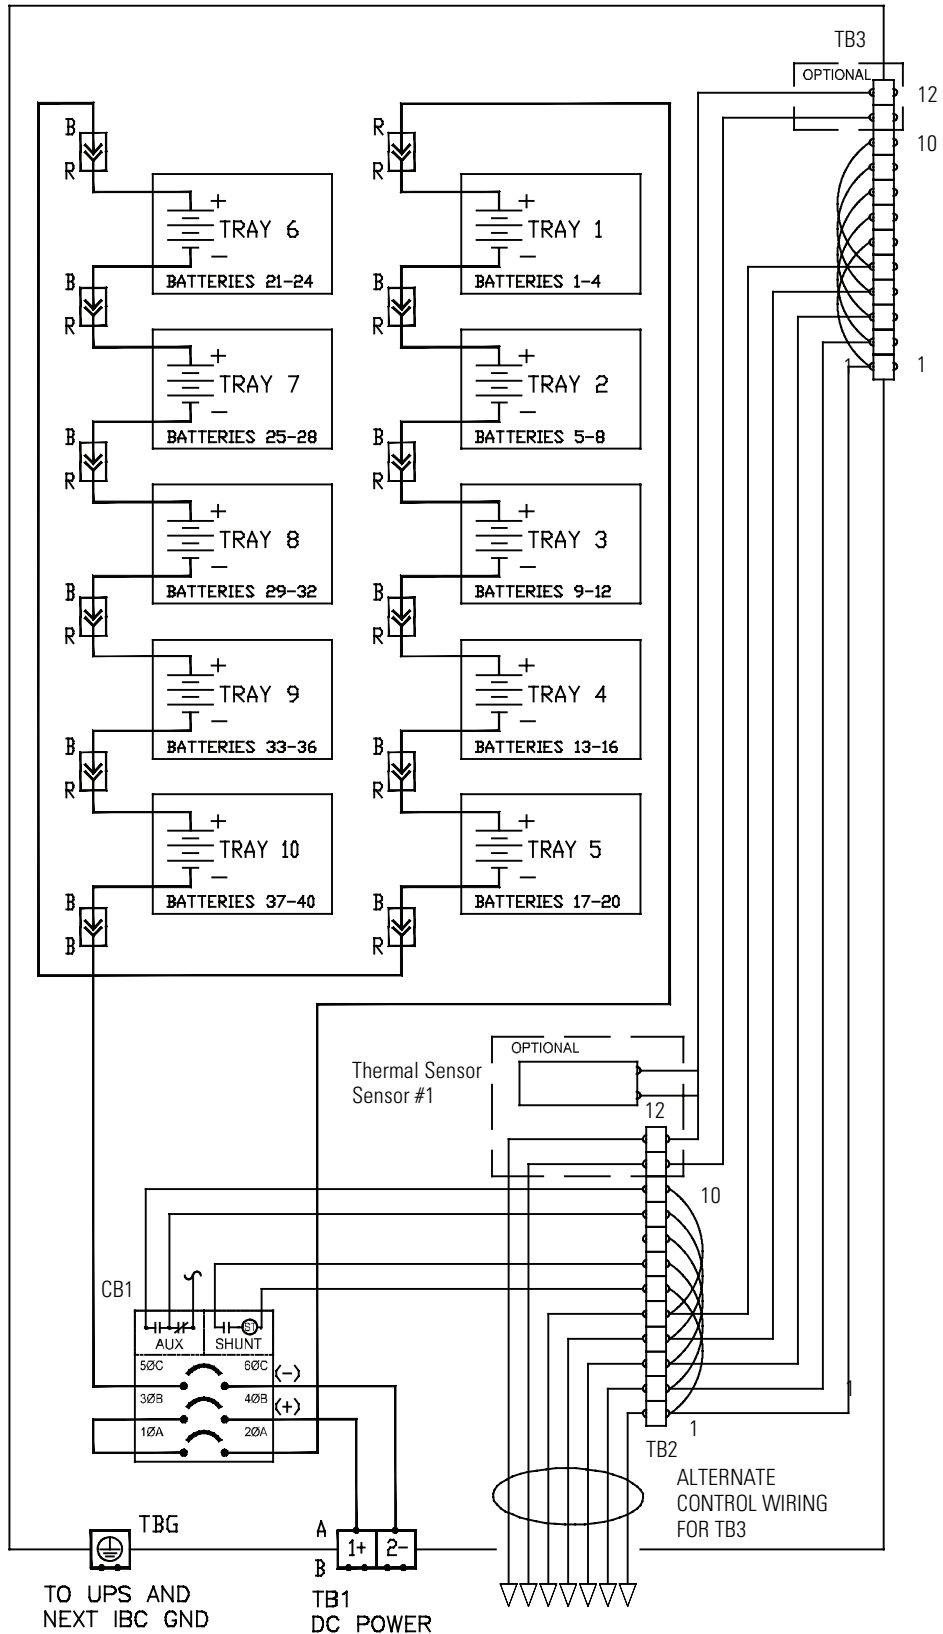 TB3
OPTIONAL
12
10
1
1
B
R
R
R
+
TRAY 6
−
BATTERIES 21-24
+
TRAY 1
−
BATTERIES 1-4
B
R
B
R
+
TRAY 7
−
BATTERIES 25-28
+
TRAY 2
−
BATTERIES 5-8
B
R
B
R
+
TRAY 8
−
BATTERIES 29-32
+
TRAY 3
−
BATTERIES 9-12
B
R
B
R
+
TRAY 9
−
BATTERIES 33-36
+
TRAY 4
−
BATTERIES 13-16
B
R
B
R
+
TRAY 10
−
BATTERIES 37-40
+
TRAY 5
−
BATTERIES 17-20
B
B
B
R
OPTIONAL
Thermal Sensor
Sensor #1
12
10
CB1
AUX
SHUNT
ST
5ØC
6ØC
(-)
3ØB
4ØB
(+)
1ØA
2ØA
1
1
TB2
ALTERNATE
CONTROL WIRING
FOR TB3
TBG
TO UPS AND
NEXT IBC GND
A
B
1+
2-
TB1
DC POWER